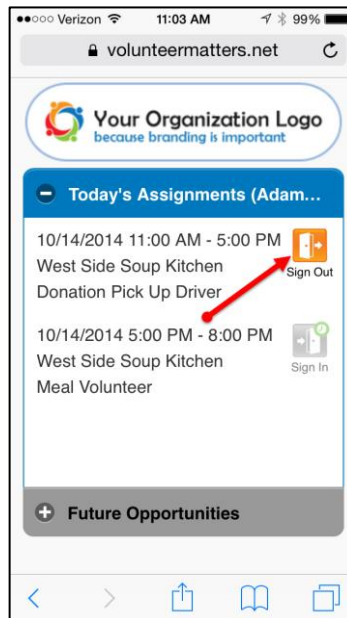 Verizon 11:03 AM 99%
volunteermatters.net
Your Organization Logo
because branding is important
Today's Assignments (Adam...
10/14/2014 11:00 AM - 5:00 PM
West Side Soup Kitchen
Sign Out
Donation Pick Up Driver
10/14/2014 5:00 PM - 8:00 PM
West Side Soup Kitchen
Sign In
Meal Volunteer
Future Opportunities